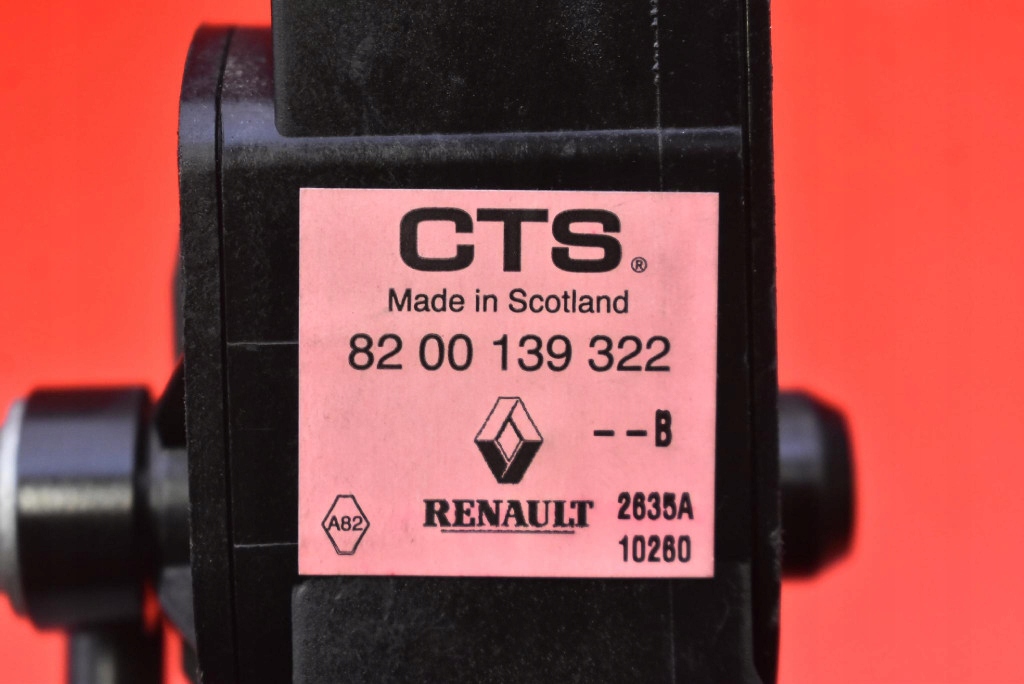 CTS®
Made in Scotland
82 00 139 322
--B
RENAULT
2635A
A82
10260